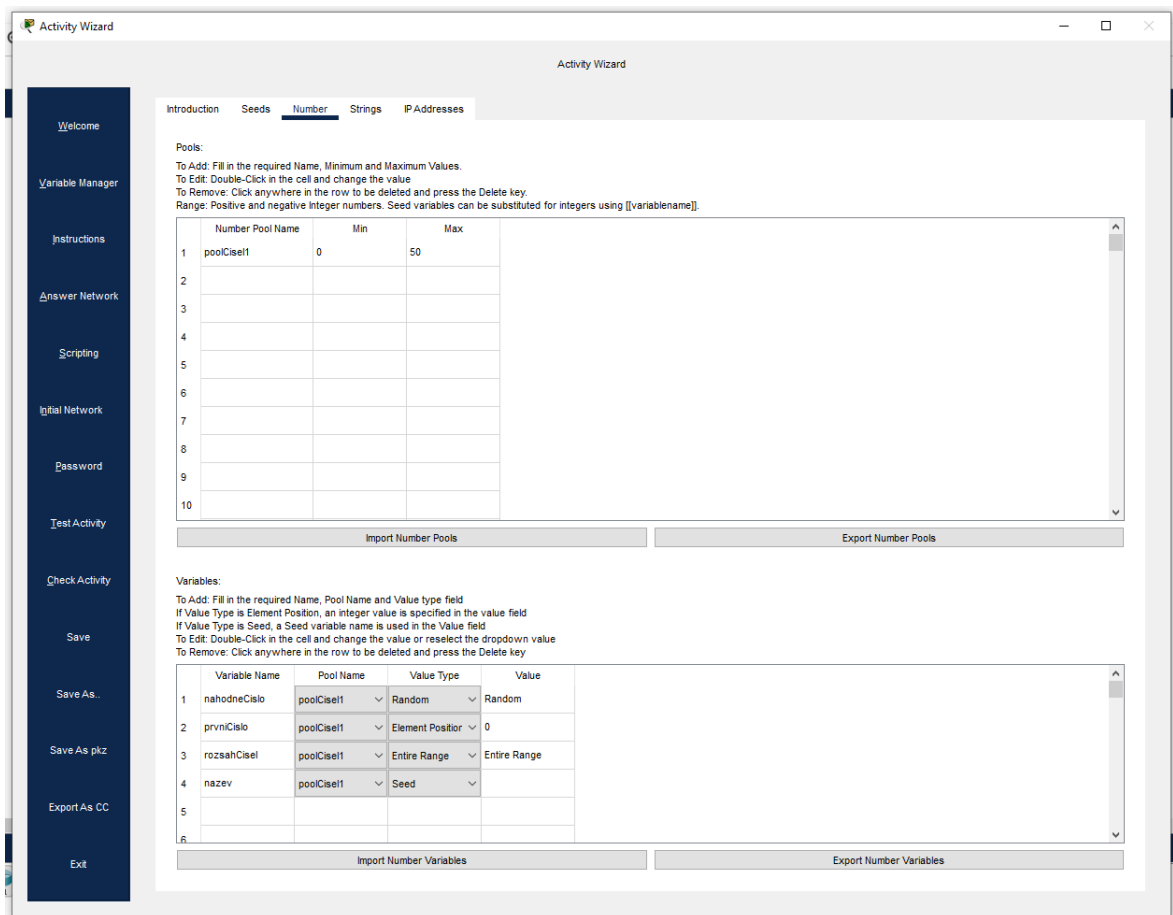 Activity Wizard
Activity Wizard
Welcome
Variable Manager
Instructions
Answer Network
Scripting
Initial Network
Password
Test Activity
Check Activity
Save
Save As..
Save As pkz
Export As CC
Exit
Introduction Seeds Number Strings IP Addresses
Pools:
To Add: Fill in the required Name, Minimum and Maximum Values.
To Edit: Double-Click in the cell and change the value
To Remove: Click anywhere in the row to be deleted and press the Delete key.
Range: Positive and negative Integer numbers. Seed variables can be substituted for integers using [[variablename]].
Number Pool Name Min Max
1 poolCisel1 0 50
2
3
4
5
6
7
8
9
10
Import Number Pools Export Number Pools
Variables:
To Add: Fill in the required Name, Pool Name and Value type field
If Value Type is Element Position, an integer value is specified in the value field
If Value Type is Seed, a Seed variable name is used in the Value field
To Edit: Double-Click in the cell and change the value or reselect the dropdown value
To Remove: Click anywhere in the row to be deleted and press the Delete key
Variable Name Pool Name Value Type Value
1 nahodneCislo poolCisel1 Random Random
2 prvniCislo poolCisel1 Element Position 0
3 rozsahCisel poolCisel1 Entire Range Entire Range
4 nazev poolCisel1 Seed
5
6
Import Number Variables Export Number Variables